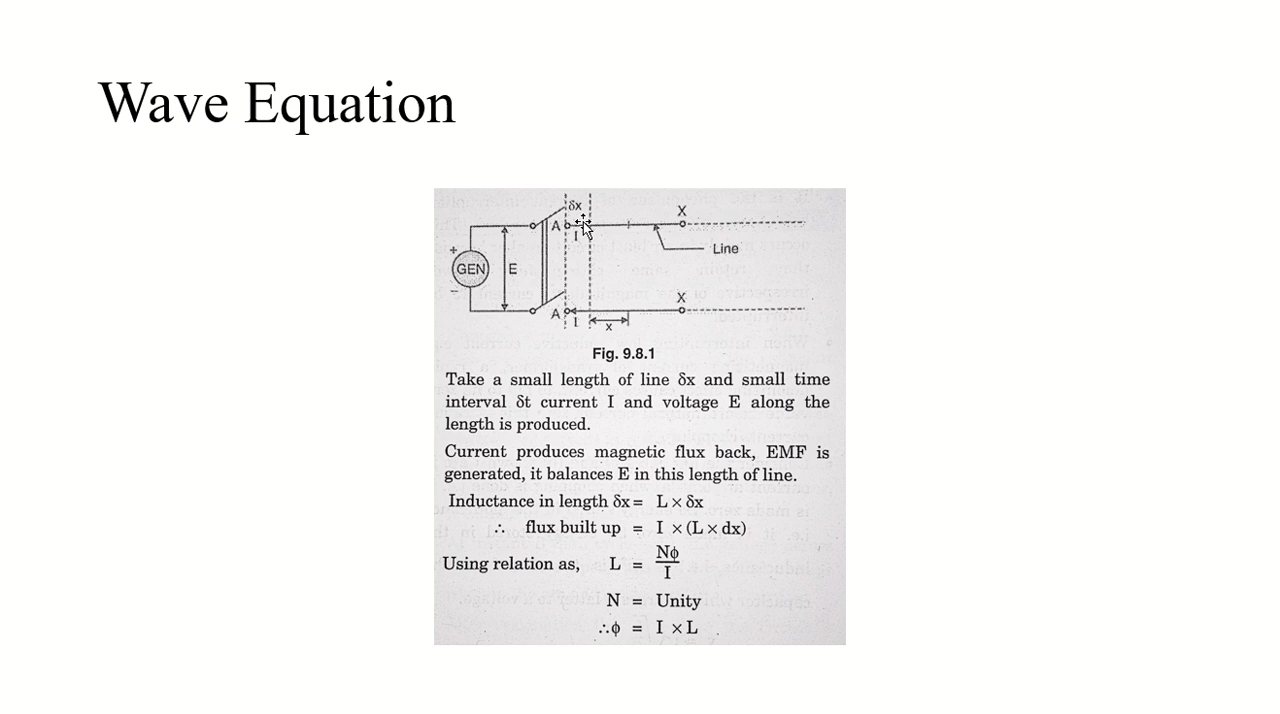 Wave Equation
δx
A
I
X
Line
+
GEN
E
−
A
I
x
X
Fig. 9.8.1
Take a small length of line δx and small time
interval δt current I and voltage E along the
length is produced.
Current produces magnetic flux back, EMF is
generated, it balances E in this length of line.
Inductance in length δx = L × δx
∴ flux built up = I × (L × dx)
Using relation as, L = Nϕ
I
N = Unity
∴ϕ = I × L